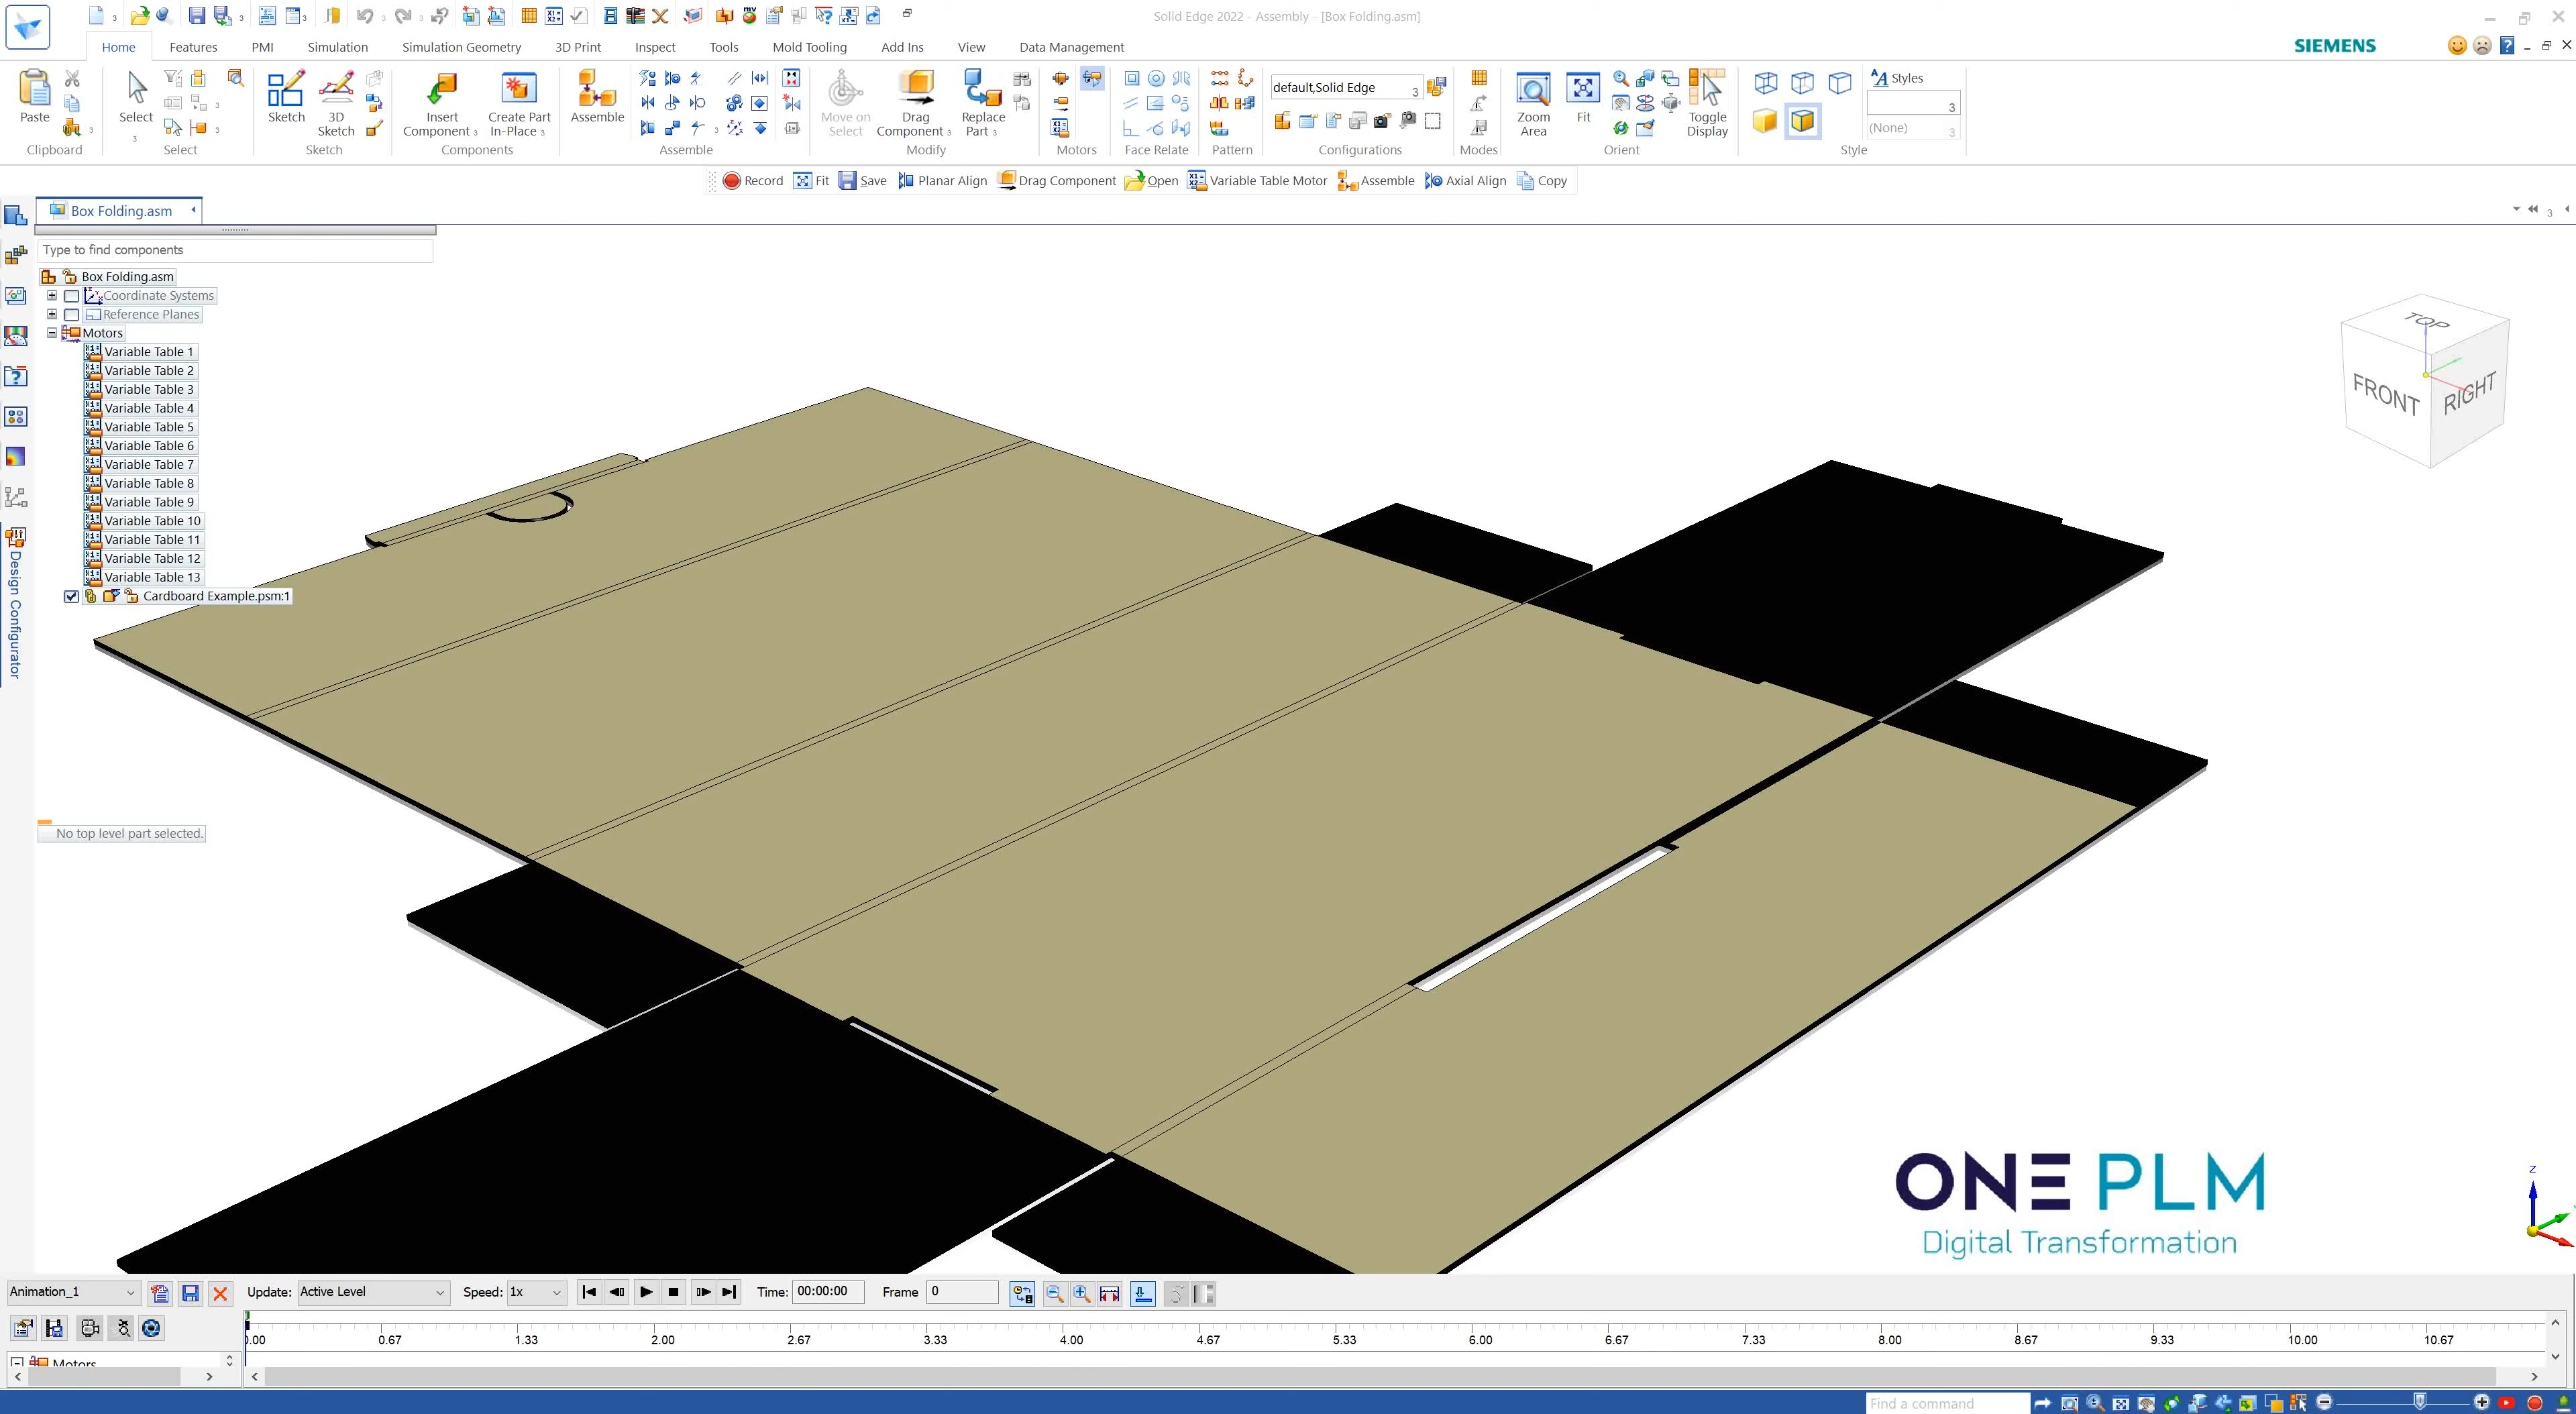 Solid Edge 2022 - Assembly - [Box Folding.asm]
Home Features PMI Simulation Simulation Geometry 3D Print Inspect Tools Mold Tooling Add Ins View Data Management
SIEMENS
Paste
Clipboard
Select
Select
Sketch
3D Sketch
Sketch
Insert Component
Create Part In-Place
Components
Assemble
Assemble
Move on Select
Drag Component
Replace Part
Modify
Motors
Face Relate
Pattern
default,Solid Edge
Configurations
Modes
Zoom Area
Fit
Orient
Toggle Display
Styles
(None)
Style
Record Fit Save Planar Align Drag Component Open Variable Table Motor Assemble Axial Align Copy
Box Folding.asm
Type to find components
Box Folding.asm
Coordinate Systems
Reference Planes
Motors
Variable Table 1
Variable Table 2
Variable Table 3
Variable Table 4
Variable Table 5
Variable Table 6
Variable Table 7
Variable Table 8
Variable Table 9
Variable Table 10
Variable Table 11
Variable Table 12
Variable Table 13
Cardboard Example.psm:1
Design Configurator
No top level part selected.
TOP
FRONT
RIGHT
ONE PLM
Digital Transformation
Z
Animation_1 Update: Active Level Speed: 1x Time: 00:00:00 Frame 0
0.67 1.33 2.00 2.67 3.33 4.00 4.67 5.33 6.00 6.67 7.33 8.00 8.67 9.33 10.00 10.67
Motors
Find a command